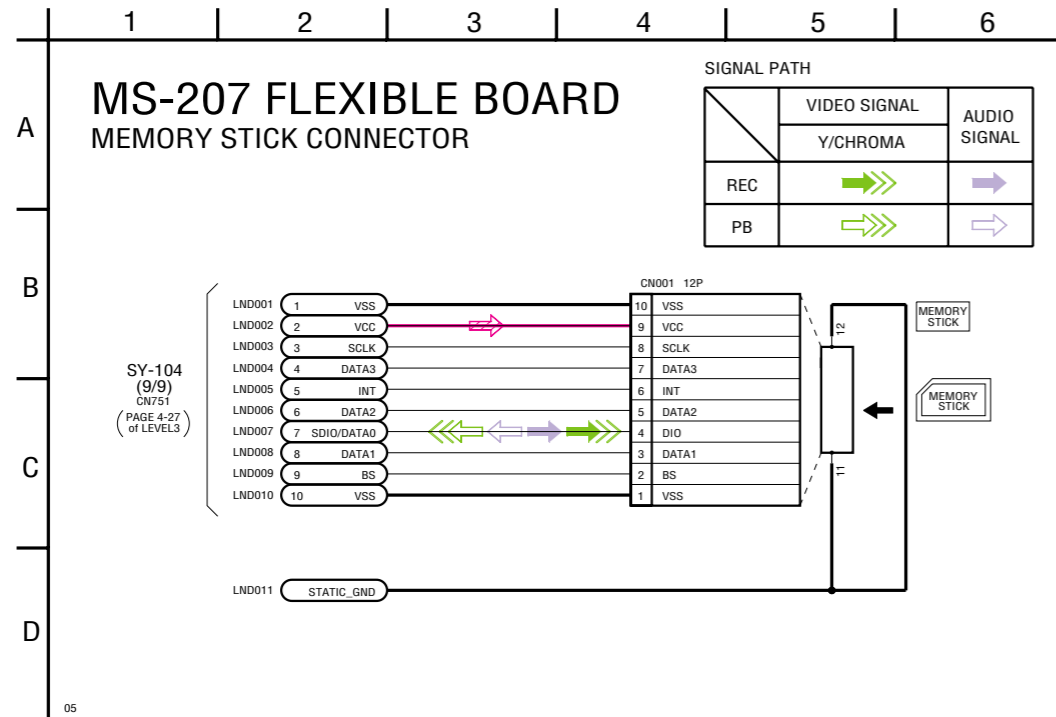 1 2 3 4 5 6
A
B
C
D
MS-207 FLEXIBLE BOARD
MEMORY STICK CONNECTOR
SIGNAL PATH
VIDEO SIGNAL
AUDIO
SIGNAL
Y/CHROMA
REC
PB
SY-104
(9/9)
CN751
(PAGE 4-27
of LEVEL3)
CN001 12P
LND001 1 VSS 10 VSS
LND002 2 VCC 9 VCC
LND003 3 SCLK 8 SCLK
LND004 4 DATA3 7 DATA3
LND005 5 INT 6 INT
LND006 6 DATA2 5 DATA2
LND007 7 SDIO/DATA0 4 DIO
LND008 8 DATA1 3 DATA1
LND009 9 BS 2 BS
LND010 10 VSS 1 VSS
LND011 STATIC_GND
12
11
MEMORY
STICK
MEMORY
STICK
05